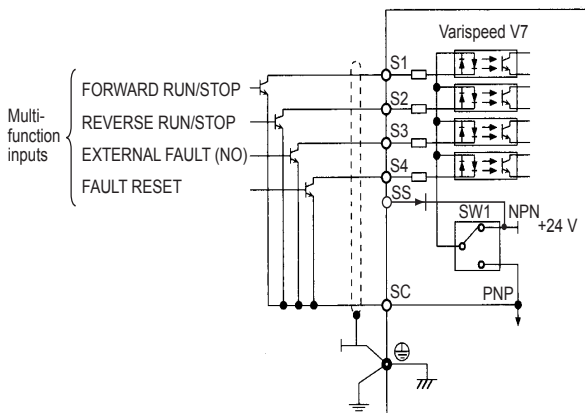 Varispeed V7
S1
FORWARD RUN/STOP
S2
REVERSE RUN/STOP
Multi-
function
inputs
S3
EXTERNAL FAULT (NO)
S4
FAULT RESET
SS
SW1
NPN
+24 V
SC
PNP